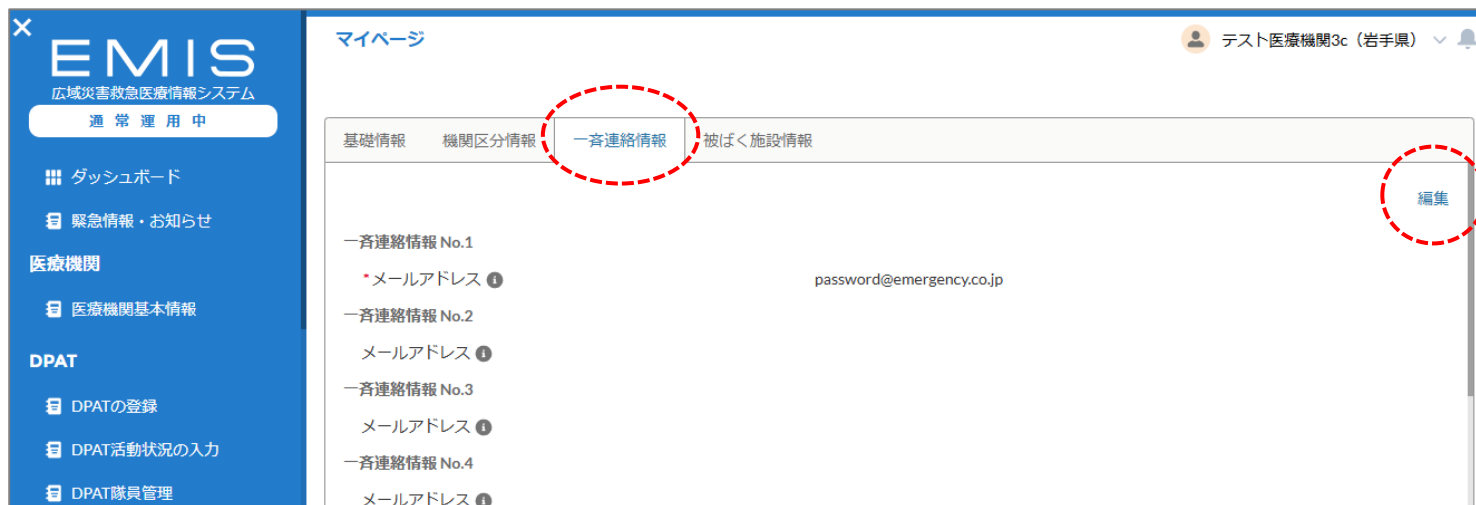 EMIS
広域災害救急医療情報システム
通常運用中
ダッシュボード
緊急情報・お知らせ
医療機関
医療機関基本情報
DPAT
DPATの登録
DPAT活動状況の入力
DPAT隊員管理
マイページ
テスト医療機関3c（岩手県）
基礎情報 機関区分情報 一斉連絡情報 被ばく施設情報
編集
一斉連絡情報 No.1
*メールアドレス password@emergency.co.jp
一斉連絡情報 No.2
メールアドレス
一斉連絡情報 No.3
メールアドレス
一斉連絡情報 No.4
メールアドレス